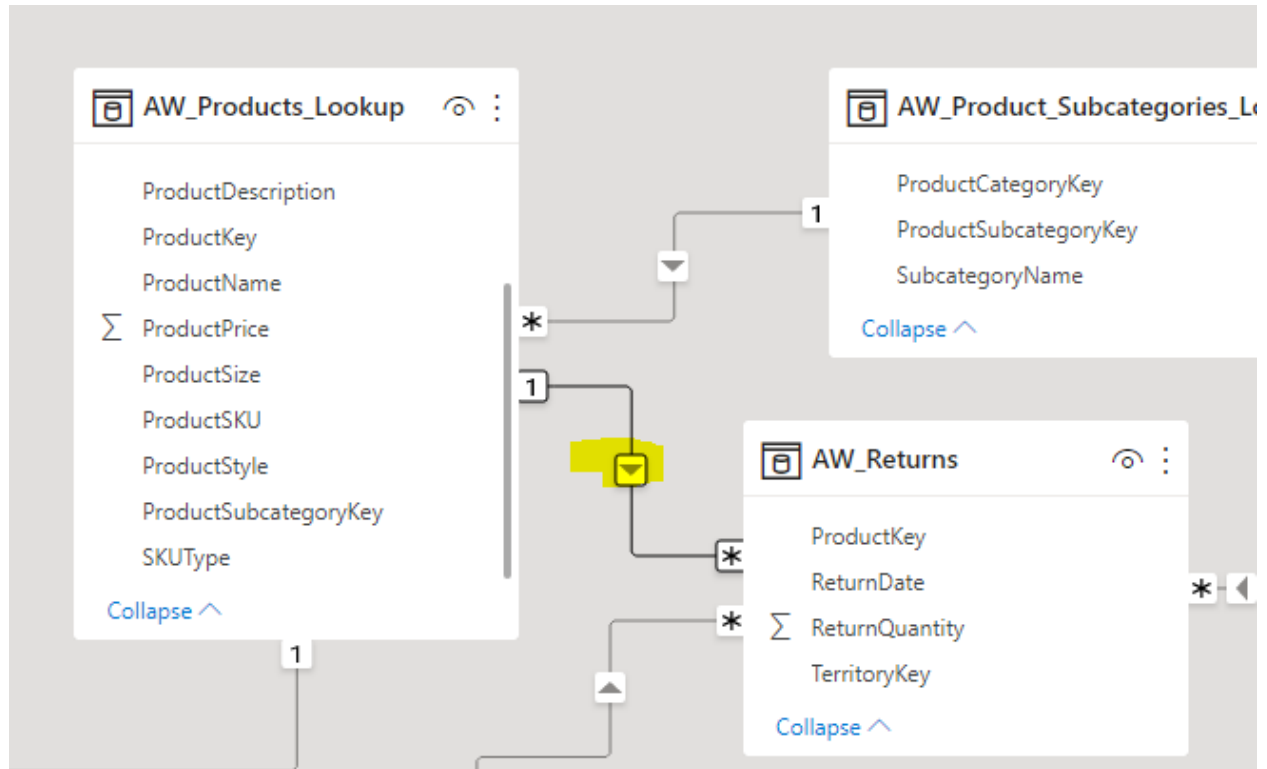 AW_Products_Lookup
ProductDescription
ProductKey
ProductName
∑ ProductPrice
ProductSize
ProductSKU
ProductStyle
ProductSubcategoryKey
SKUType
Collapse
1
*
1
*
*
1
AW_Product_Subcategories_Lo
ProductCategoryKey
ProductSubcategoryKey
SubcategoryName
Collapse
AW_Returns
ProductKey
ReturnDate
∑ ReturnQuantity
TerritoryKey
Collapse
*
1